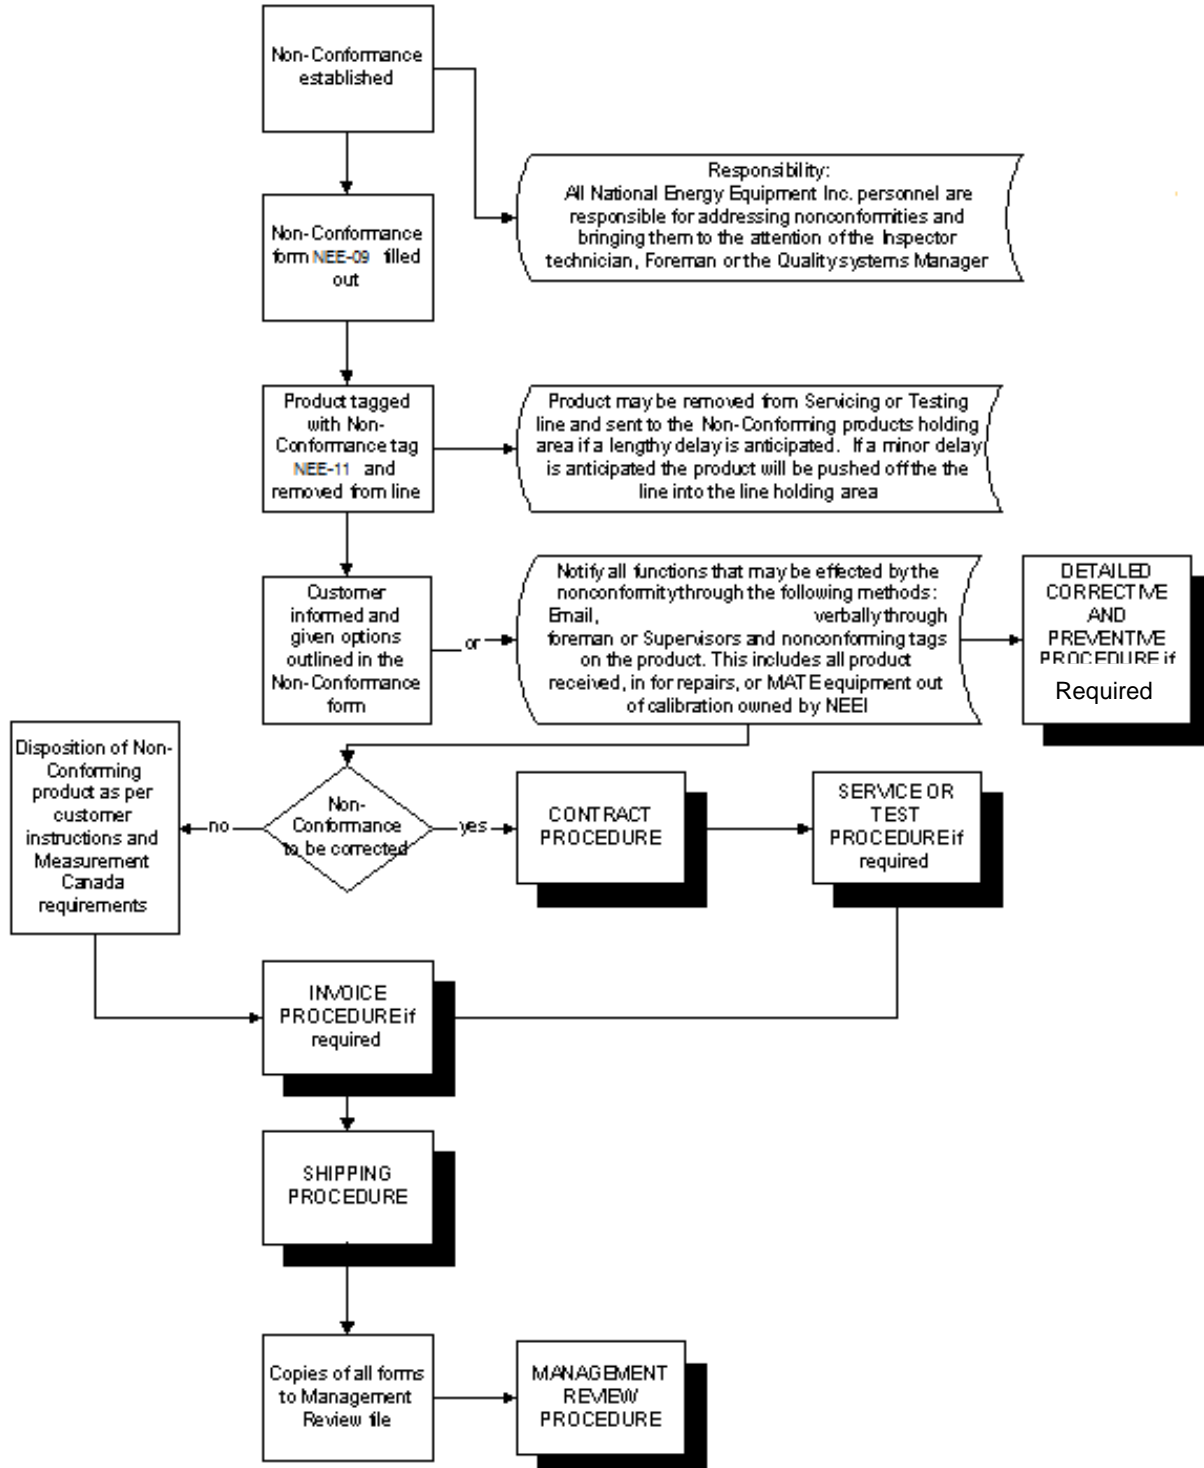 Non-Conformance
established
Responsibility:
All National Energy Equipment Inc. personnel are
responsible for addressing nonconformities and
bringing them to the attention of the Inspector
technician, Foreman or the Quality systems Manager
Non-Conformance
form NEE-09 filled
out
Product tagged
with Non-
Conformance tag
NEE-11 and
removed from line
Product may be removed from Servicing or Testing
line and sent to the Non-Conforming products holding
area if a lengthy delay is anticipated. If a minor delay
is anticipated the product will be pushed off the the
line into the line holding area
Customer
informed and
given options
outlined in the
Non-Conformance
form
or
Notify all functions that may be effected by the
nonconformity through the following methods:
Email, verbally through
foreman or Supervisors and nonconforming tags
on the product. This includes all product
received, in for repairs, or MATE equipment out
of calibration owned by NEEI
DETAILED
CORRECTIVE
AND
PREVENTIVE
PROCEDURE if
Required
Disposition of Non-
Conforming
product as per
customer
instructions and
Measurement
Canada
requirements
no
Non-
Conformance
to be corrected
yes
CONTRACT
PROCEDURE
SERVICE OR
TEST
PROCEDURE if
required
INVOICE
PROCEDURE if
required
SHIPPING
PROCEDURE
Copies of all forms
to Management
Review file
MANAGEMENT
REVIEW
PROCEDURE